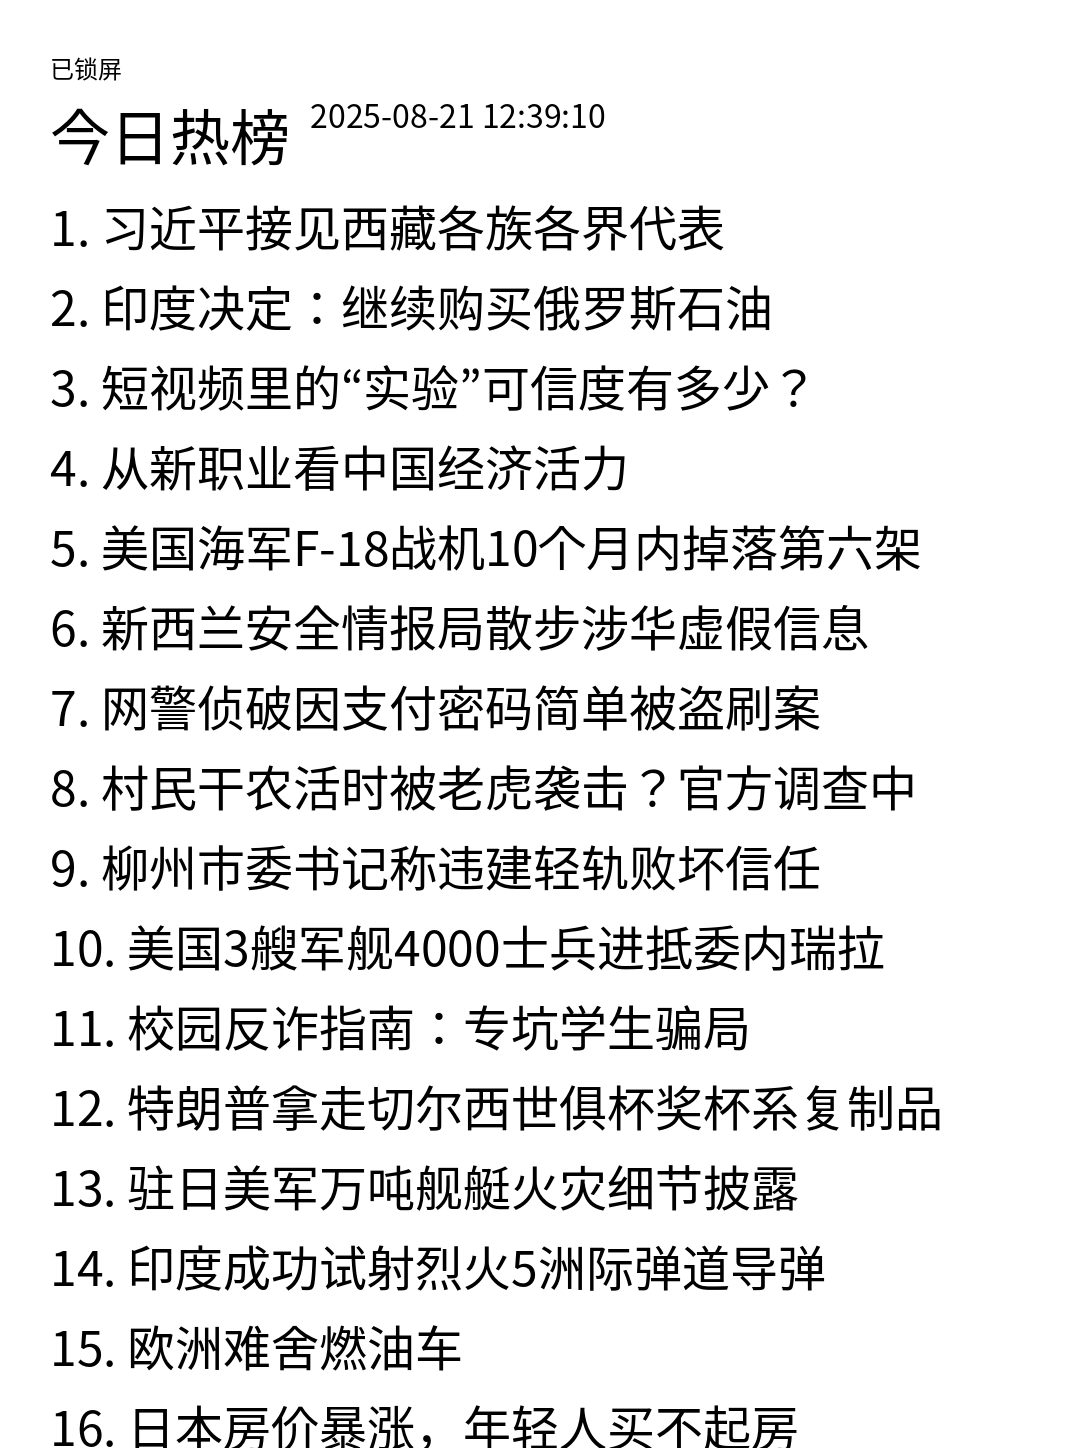 已锁屏
今日热榜 2025-08-21 12:39:10
1. 习近平接见西藏各族各界代表
2. 印度决定：继续购买俄罗斯石油
3. 短视频里的“实验”可信度有多少？
4. 从新职业看中国经济活力
5. 美国海军F-18战机10个月内掉落第六架
6. 新西兰安全情报局散步涉华虚假信息
7. 网警侦破因支付密码简单被盗刷案
8. 村民干农活时被老虎袭击？官方调查中
9. 柳州市委书记称违建轻轨败坏信任
10. 美国3艘军舰4000士兵进抵委内瑞拉
11. 校园反诈指南：专坑学生骗局
12. 特朗普拿走切尔西世俱杯奖杯系复制品
13. 驻日美军万吨舰艇火灾细节披露
14. 印度成功试射烈火5洲际弹道导弹
15. 欧洲难舍燃油车
16. 日本房价暴涨，年轻人买不起房